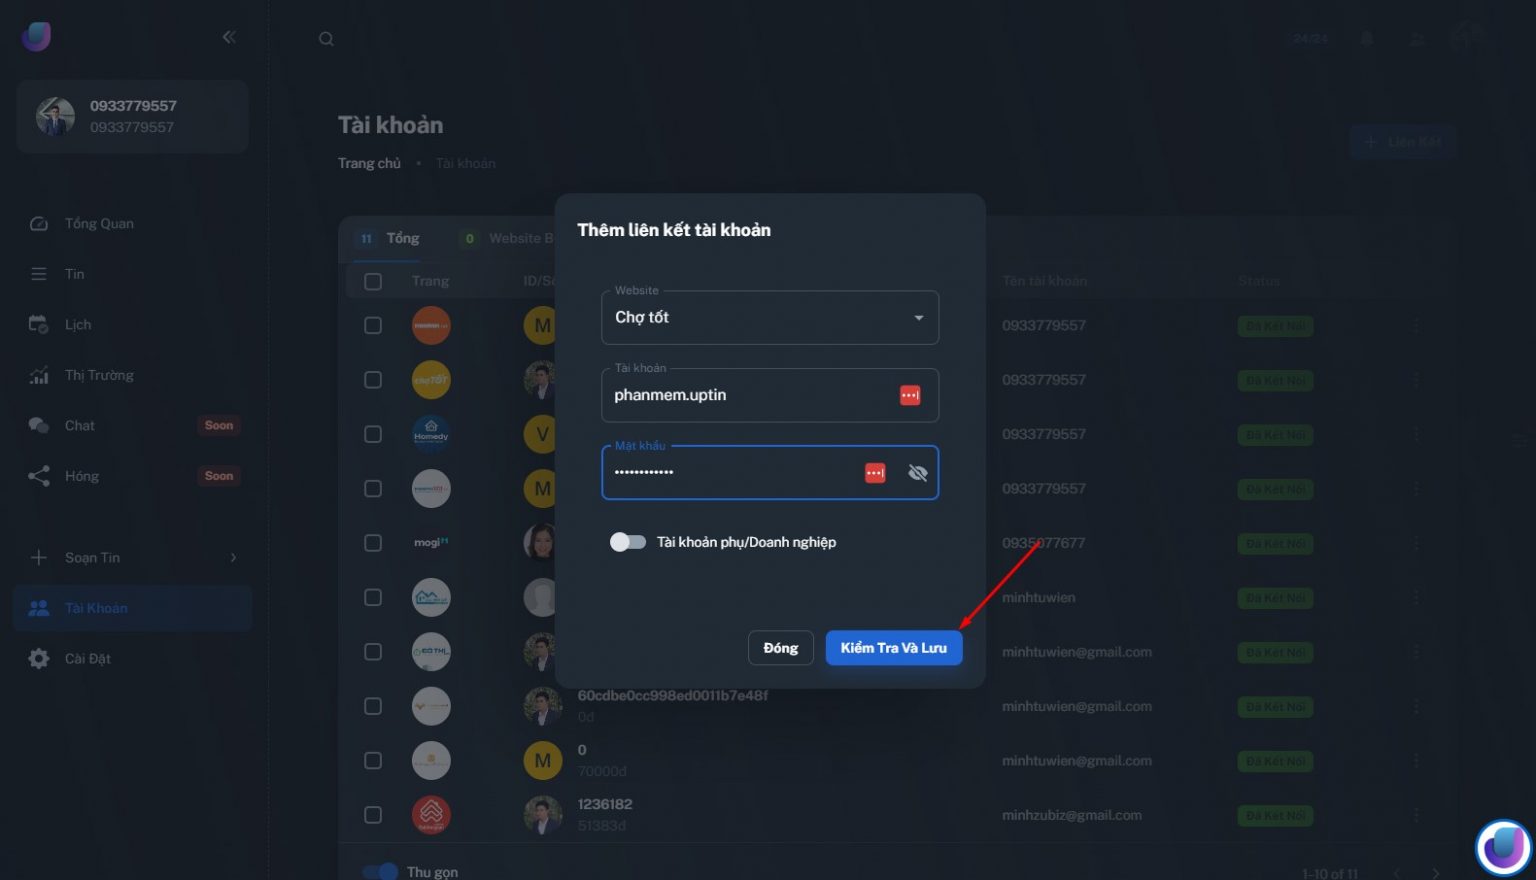 24/24
0933779557
0933779557
Tài khoản
Trang chủ • Tài khoản
+ Liên Kết
Tổng Quan
Tin
Lịch
Thị Trường
Chat Soon
Hóng Soon
Soạn Tin
Tài Khoản
Cài Đặt
11 Tổng 0 Website B
Trang ID/Số Tên tài khoản Status
M 0933779557 Đã Kết Nối
Chợ TỐT 0933779557 Đã Kết Nối
Homedy V 0933779557 Đã Kết Nối
M 0933779557 Đã Kết Nối
mogi 0935077677 Đã Kết Nối
minhtuwien Đã Kết Nối
minhtuwien@gmail.com Đã Kết Nối
60cdbe0cc998ed0011b7e48f
0đ
minhtuwien@gmail.com Đã Kết Nối
M 0
70000đ
minhtuwien@gmail.com Đã Kết Nối
1236182
51383đ
minhzubiz@gmail.com Đã Kết Nối
Thu gọn
1-10 of 11
Thêm liên kết tài khoản
Website
Chợ tốt
Tài khoản
phanmem.uptin
Mật khẩu
••••••••••••
Tài khoản phụ/Doanh nghiệp
Đóng
Kiểm Tra Và Lưu